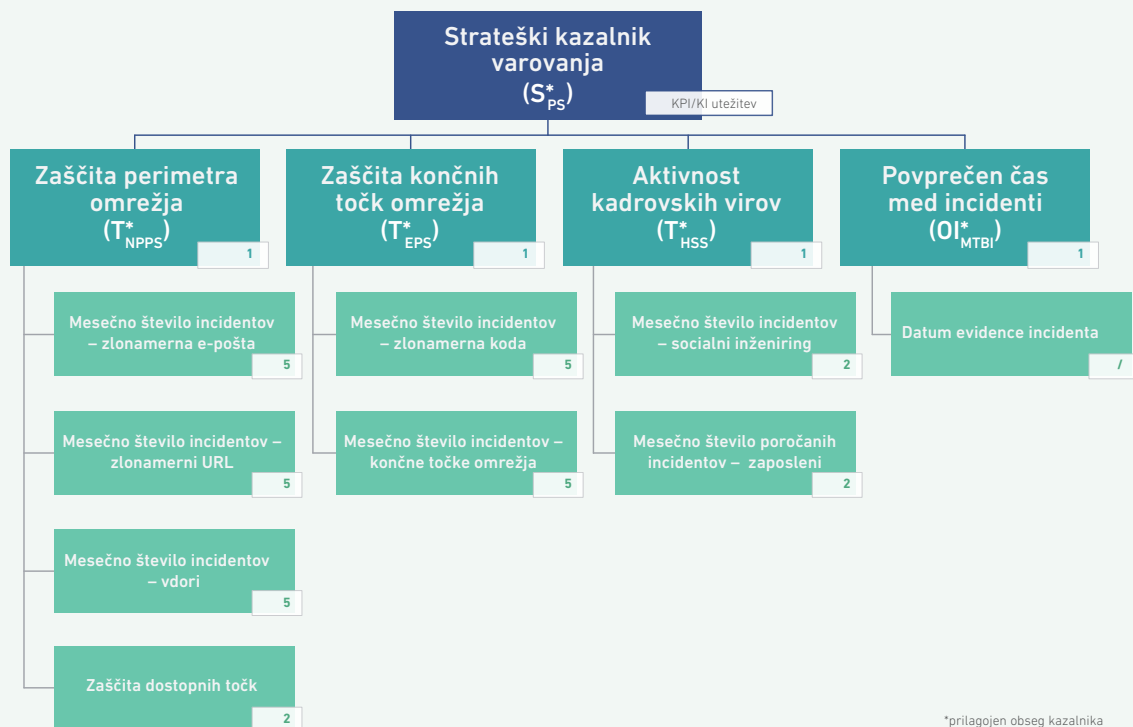 Strateški kazalnik
varovanja
(S*PS)
KPI/KI utežitev
Zaščita perimetra
omrežja
(T*NPPS)
1
Zaščita končnih
točk omrežja
(T*EPS)
1
Aktivnost
kadrovskih virov
(T*HSS)
1
Povprečen čas
med incidenti
(OI*MTBI)
1
Mesečno število incidentov
– zlonamerna e-pošta
5
Mesečno število incidentov
– zlonamerna koda
5
Mesečno število incidentov
– socialni inženiring
2
Datum evidence incidenta
/
Mesečno število incidentov –
zlonamerni URL
5
Mesečno število incidentov –
končne točke omrežja
5
Mesečno število poročanih
incidentov – zaposleni
2
Mesečno število incidentov
– vdori
5
Zaščita dostopnih točk
2
*prilagojen obseg kazalnika